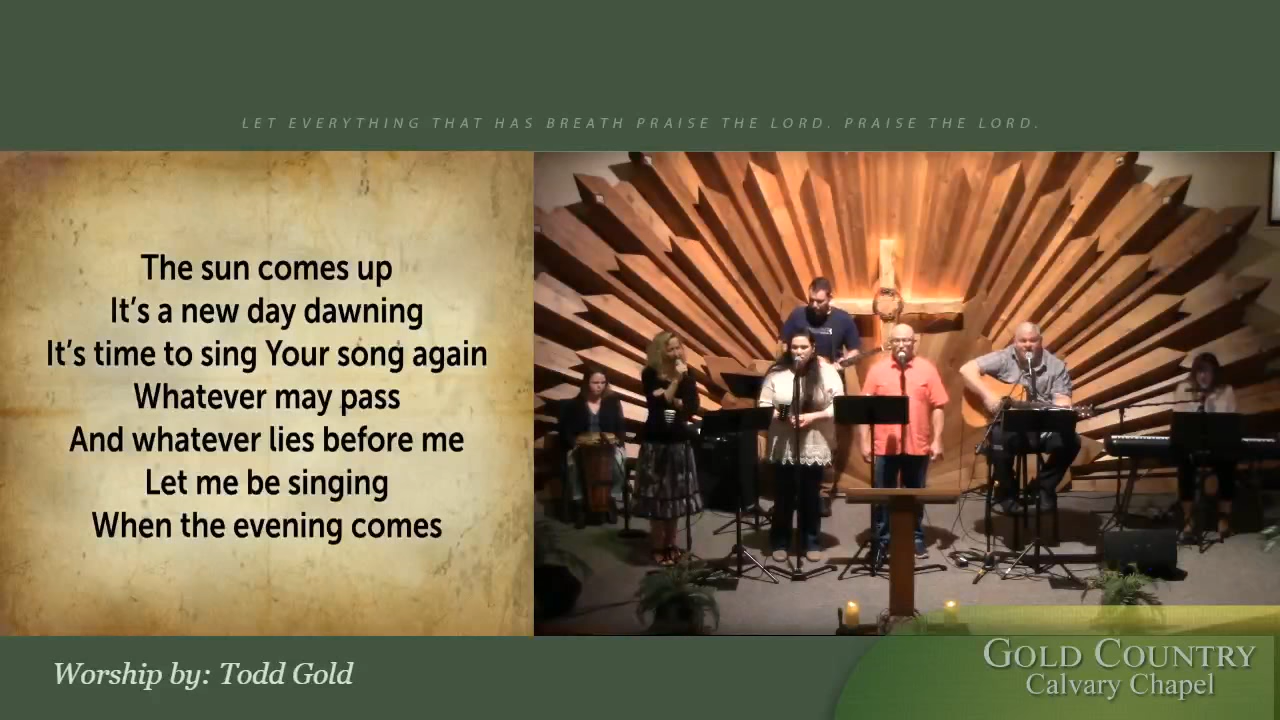 LET EVERYTHING THAT HAS BREATH PRAISE THE LORD. PRAISE THE LORD.
The sun comes up
It's a new day dawning
It's time to sing Your song again
Whatever may pass
And whatever lies before me
Let me be singing
When the evening comes
Worship by: Todd Gold
GOLD COUNTRY
Calvary Chapel